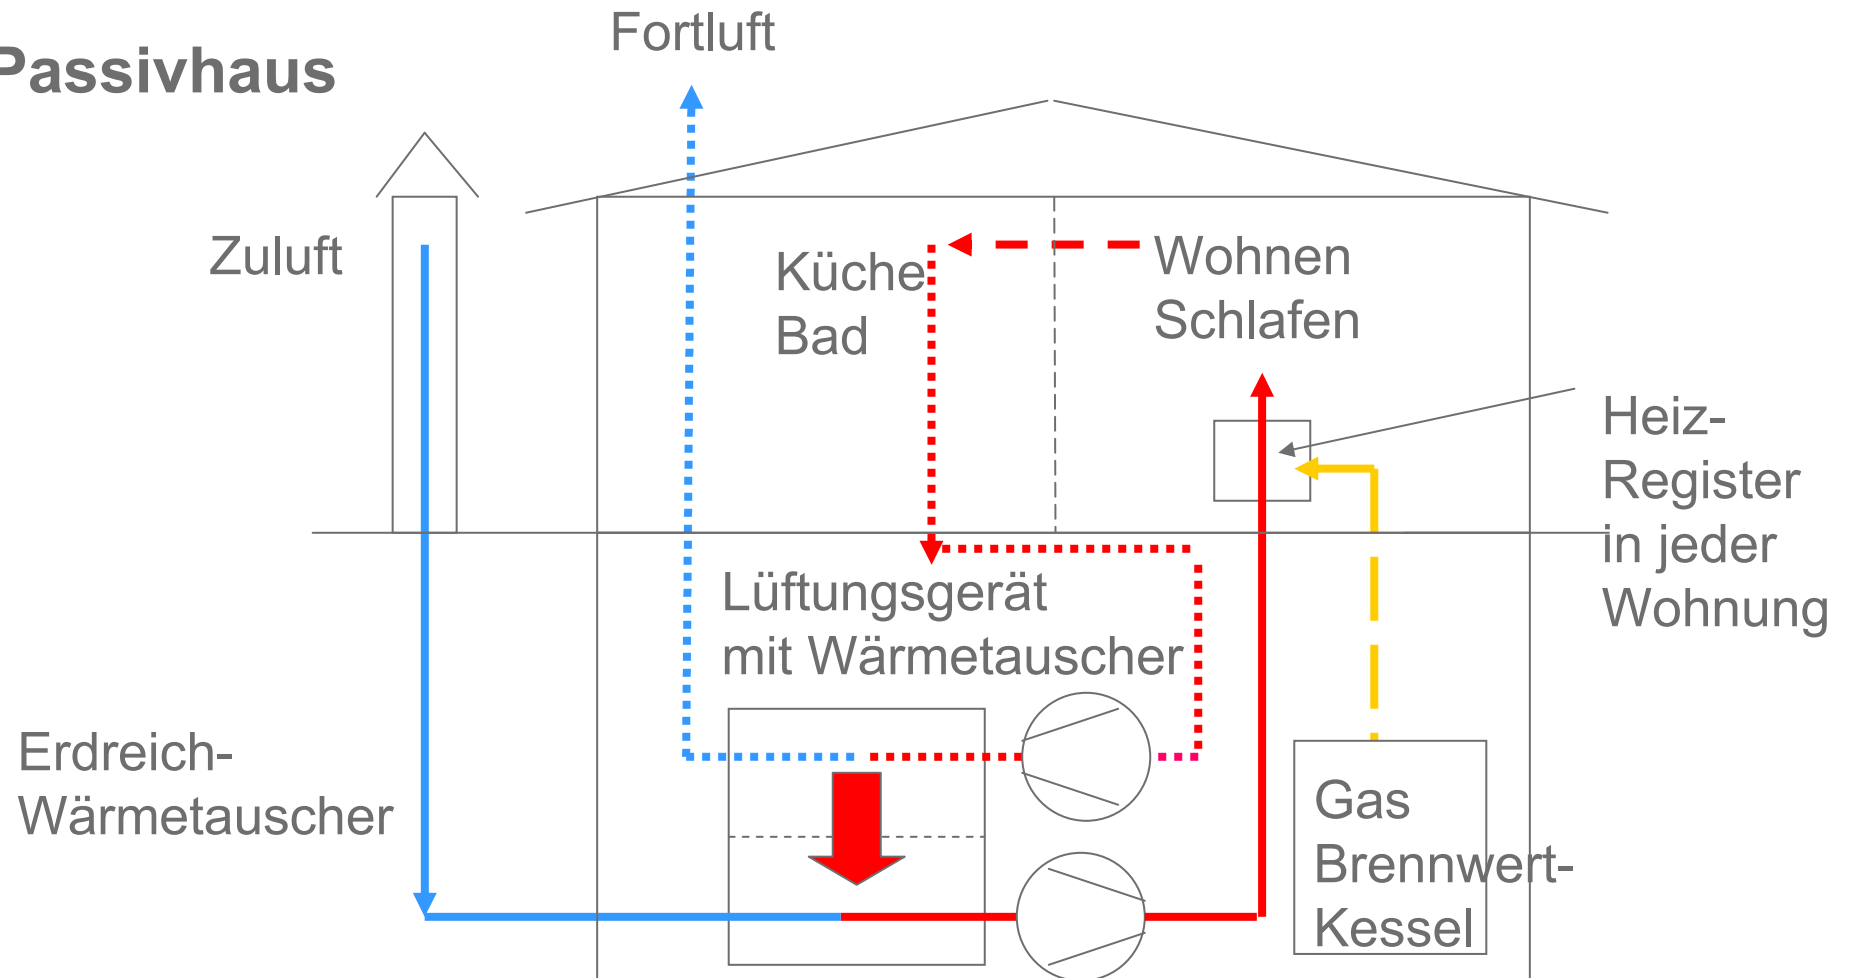 Fortluft
Passivhaus
Zuluft
Küche
Bad
Wohnen
Schlafen
Heiz-
Register
in jeder
Wohnung
Lüftungsgerät
mit Wärmetauscher
Erdreich-
Wärmetauscher
Gas
Brennwert-
Kessel